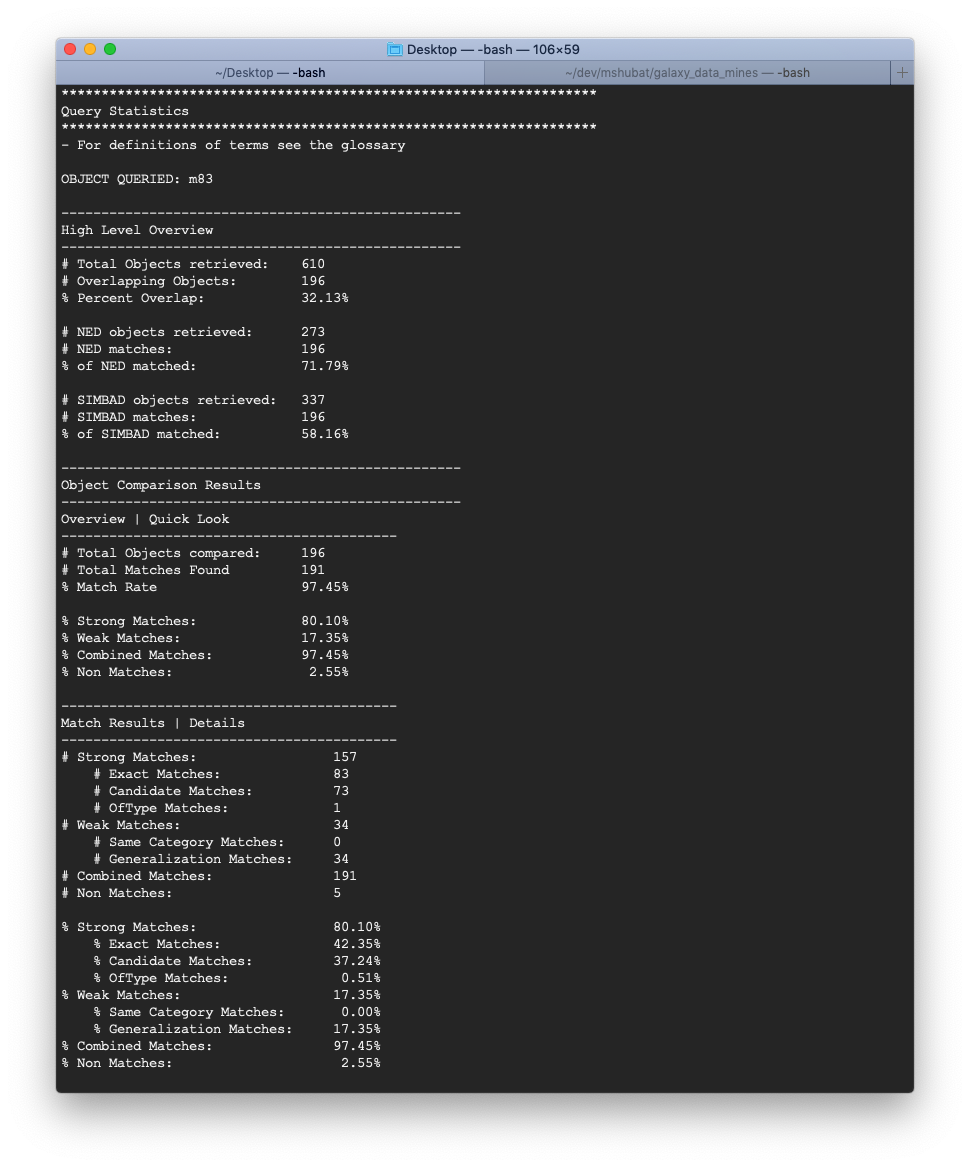 Desktop — -bash — 106×59
~/Desktop — -bash
~/dev/mshubat/galaxy_data_mines — -bash
+
*******************************************************************
Query Statistics
*******************************************************************
- For definitions of terms see the glossary
OBJECT QUERIED: m83
--------------------------------------------------
High Level Overview
--------------------------------------------------
# Total Objects retrieved: 610
# Overlapping Objects: 196
% Percent Overlap: 32.13%
# NED objects retrieved: 273
# NED matches: 196
% of NED matched: 71.79%
# SIMBAD objects retrieved: 337
# SIMBAD matches: 196
% of SIMBAD matched: 58.16%
--------------------------------------------------
Object Comparison Results
--------------------------------------------------
Overview | Quick Look
------------------------------------------
# Total Objects compared: 196
# Total Matches Found 191
% Match Rate 97.45%
% Strong Matches: 80.10%
% Weak Matches: 17.35%
% Combined Matches: 97.45%
% Non Matches: 2.55%
------------------------------------------
Match Results | Details
------------------------------------------
# Strong Matches: 157
# Exact Matches: 83
# Candidate Matches: 73
# OfType Matches: 1
# Weak Matches: 34
# Same Category Matches: 0
# Generalization Matches: 34
# Combined Matches: 191
# Non Matches: 5
% Strong Matches: 80.10%
% Exact Matches: 42.35%
% Candidate Matches: 37.24%
% OfType Matches: 0.51%
% Weak Matches: 17.35%
% Same Category Matches: 0.00%
% Generalization Matches: 17.35%
% Combined Matches: 97.45%
% Non Matches: 2.55%